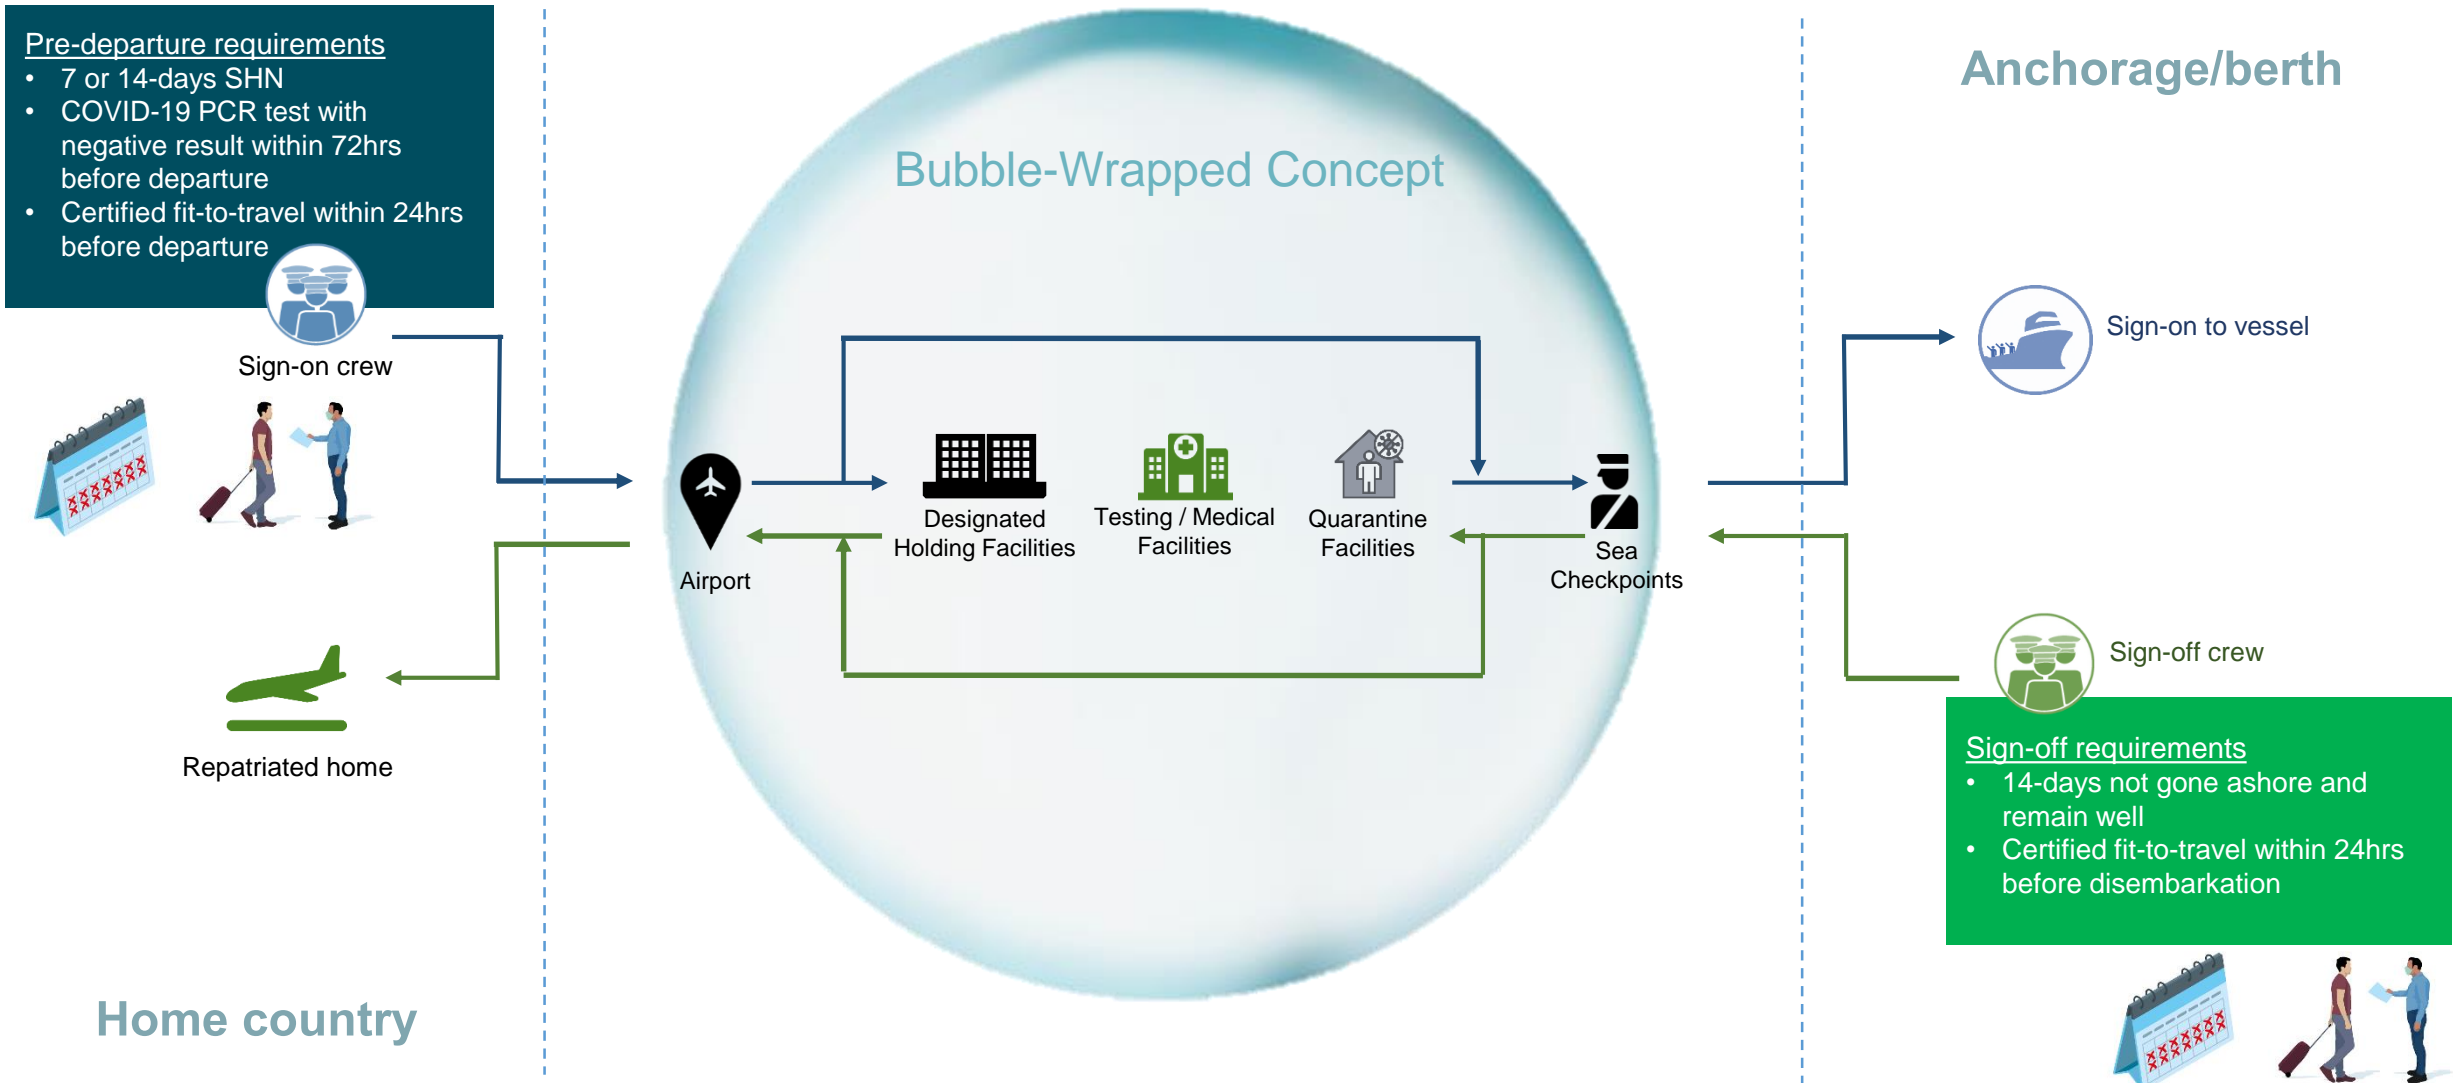 Pre-departure requirements
• 7 or 14-days SHN
• COVID-19 PCR test with
negative result within 72hrs
before departure
• Certified fit-to-travel within 24hrs
before departure
Sign-on crew
Repatriated home
Home country
Bubble-Wrapped Concept
Airport
Designated
Holding Facilities
Testing / Medical
Facilities
Quarantine
Facilities
Sea
Checkpoints
Anchorage/berth
Sign-on to vessel
Sign-off crew
Sign-off requirements
• 14-days not gone ashore and
remain well
• Certified fit-to-travel within 24hrs
before disembarkation